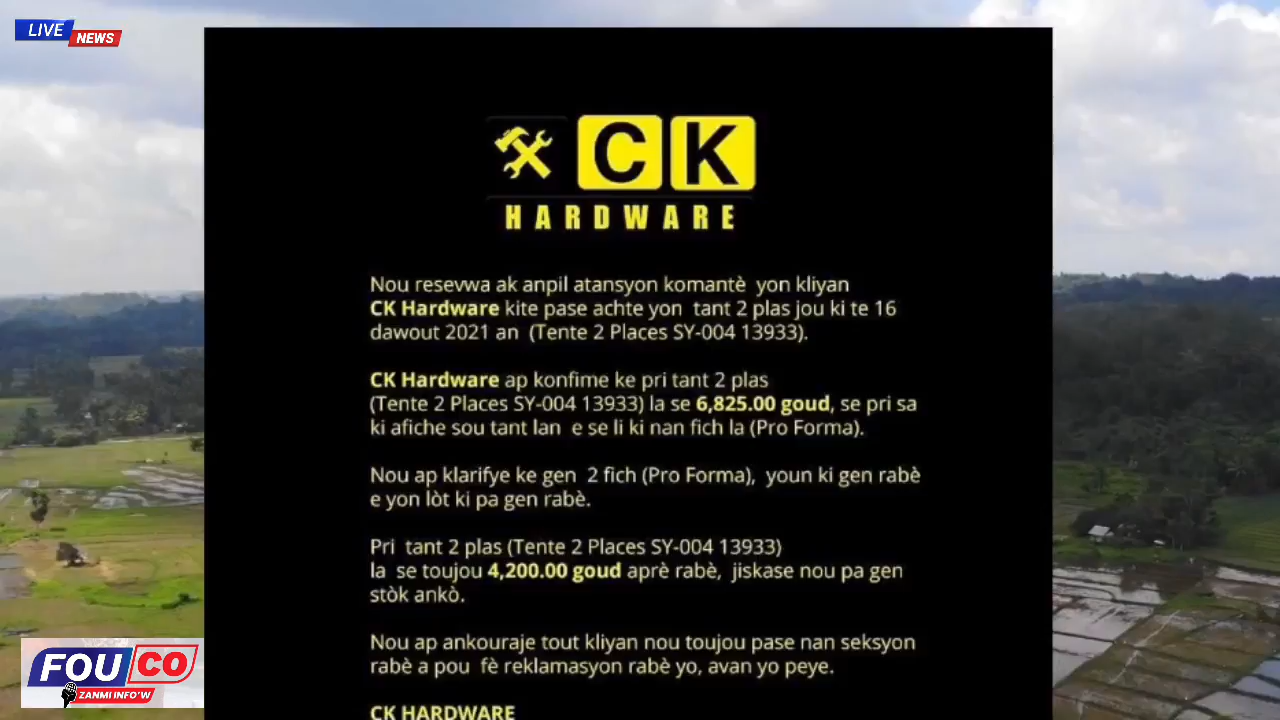 LIVE
NEWS
CK
HARDWARE
Nou resevwa ak anpil atansyon komantè yon kliyan
CK Hardware kite pase achte yon tant 2 plas jou ki te 16
dawout 2021 an (Tente 2 Places SY-004 13933).
CK Hardware ap konfime ke pri tant 2 plas
(Tente 2 Places SY-004 13933) la se 6,825.00 goud, se pri sa
ki afiche sou tant lan e se li ki nan fich la (Pro Forma).
Nou ap klarifye ke gen 2 fich (Pro Forma), youn ki gen rabè
e yon lòt ki pa gen rabè.
Pri tant 2 plas (Tente 2 Places SY-004 13933)
la se toujou 4,200.00 goud aprè rabè, jiskase nou pa gen
stòk ankò.
Nou ap ankouraje tout kliyan nou toujou pase nan seksyon
rabè a pou fè reklamasyon rabè yo, avan yo peye.
CK HARDWARE
FOUCO
ZANMI INFO'W